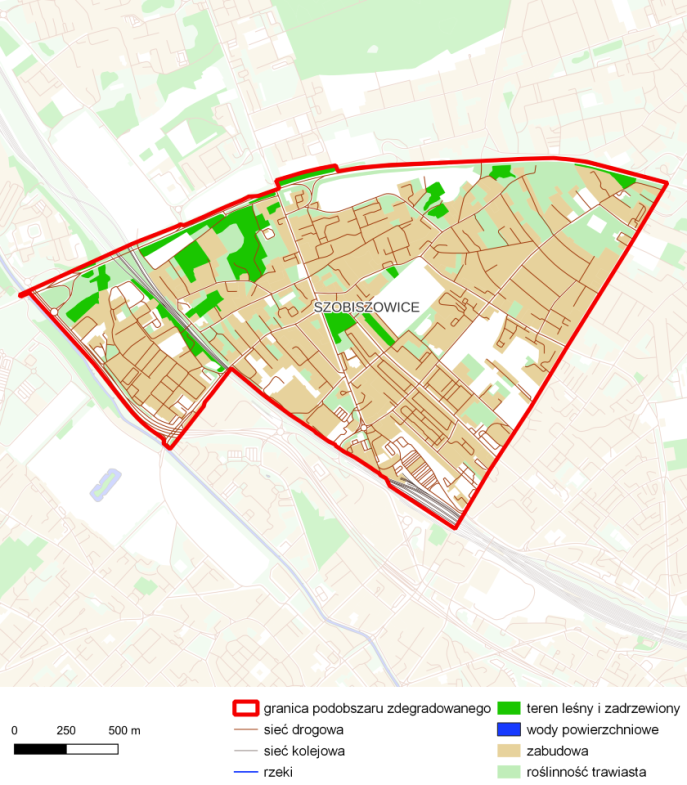 SZOBISZOWICE
0 250 500 m
granica podobszaru zdegradowanego
sieć drogowa
sieć kolejowa
rzeki
teren leśny i zadrzewiony
wody powierzchniowe
zabudowa
roślinność trawiasta